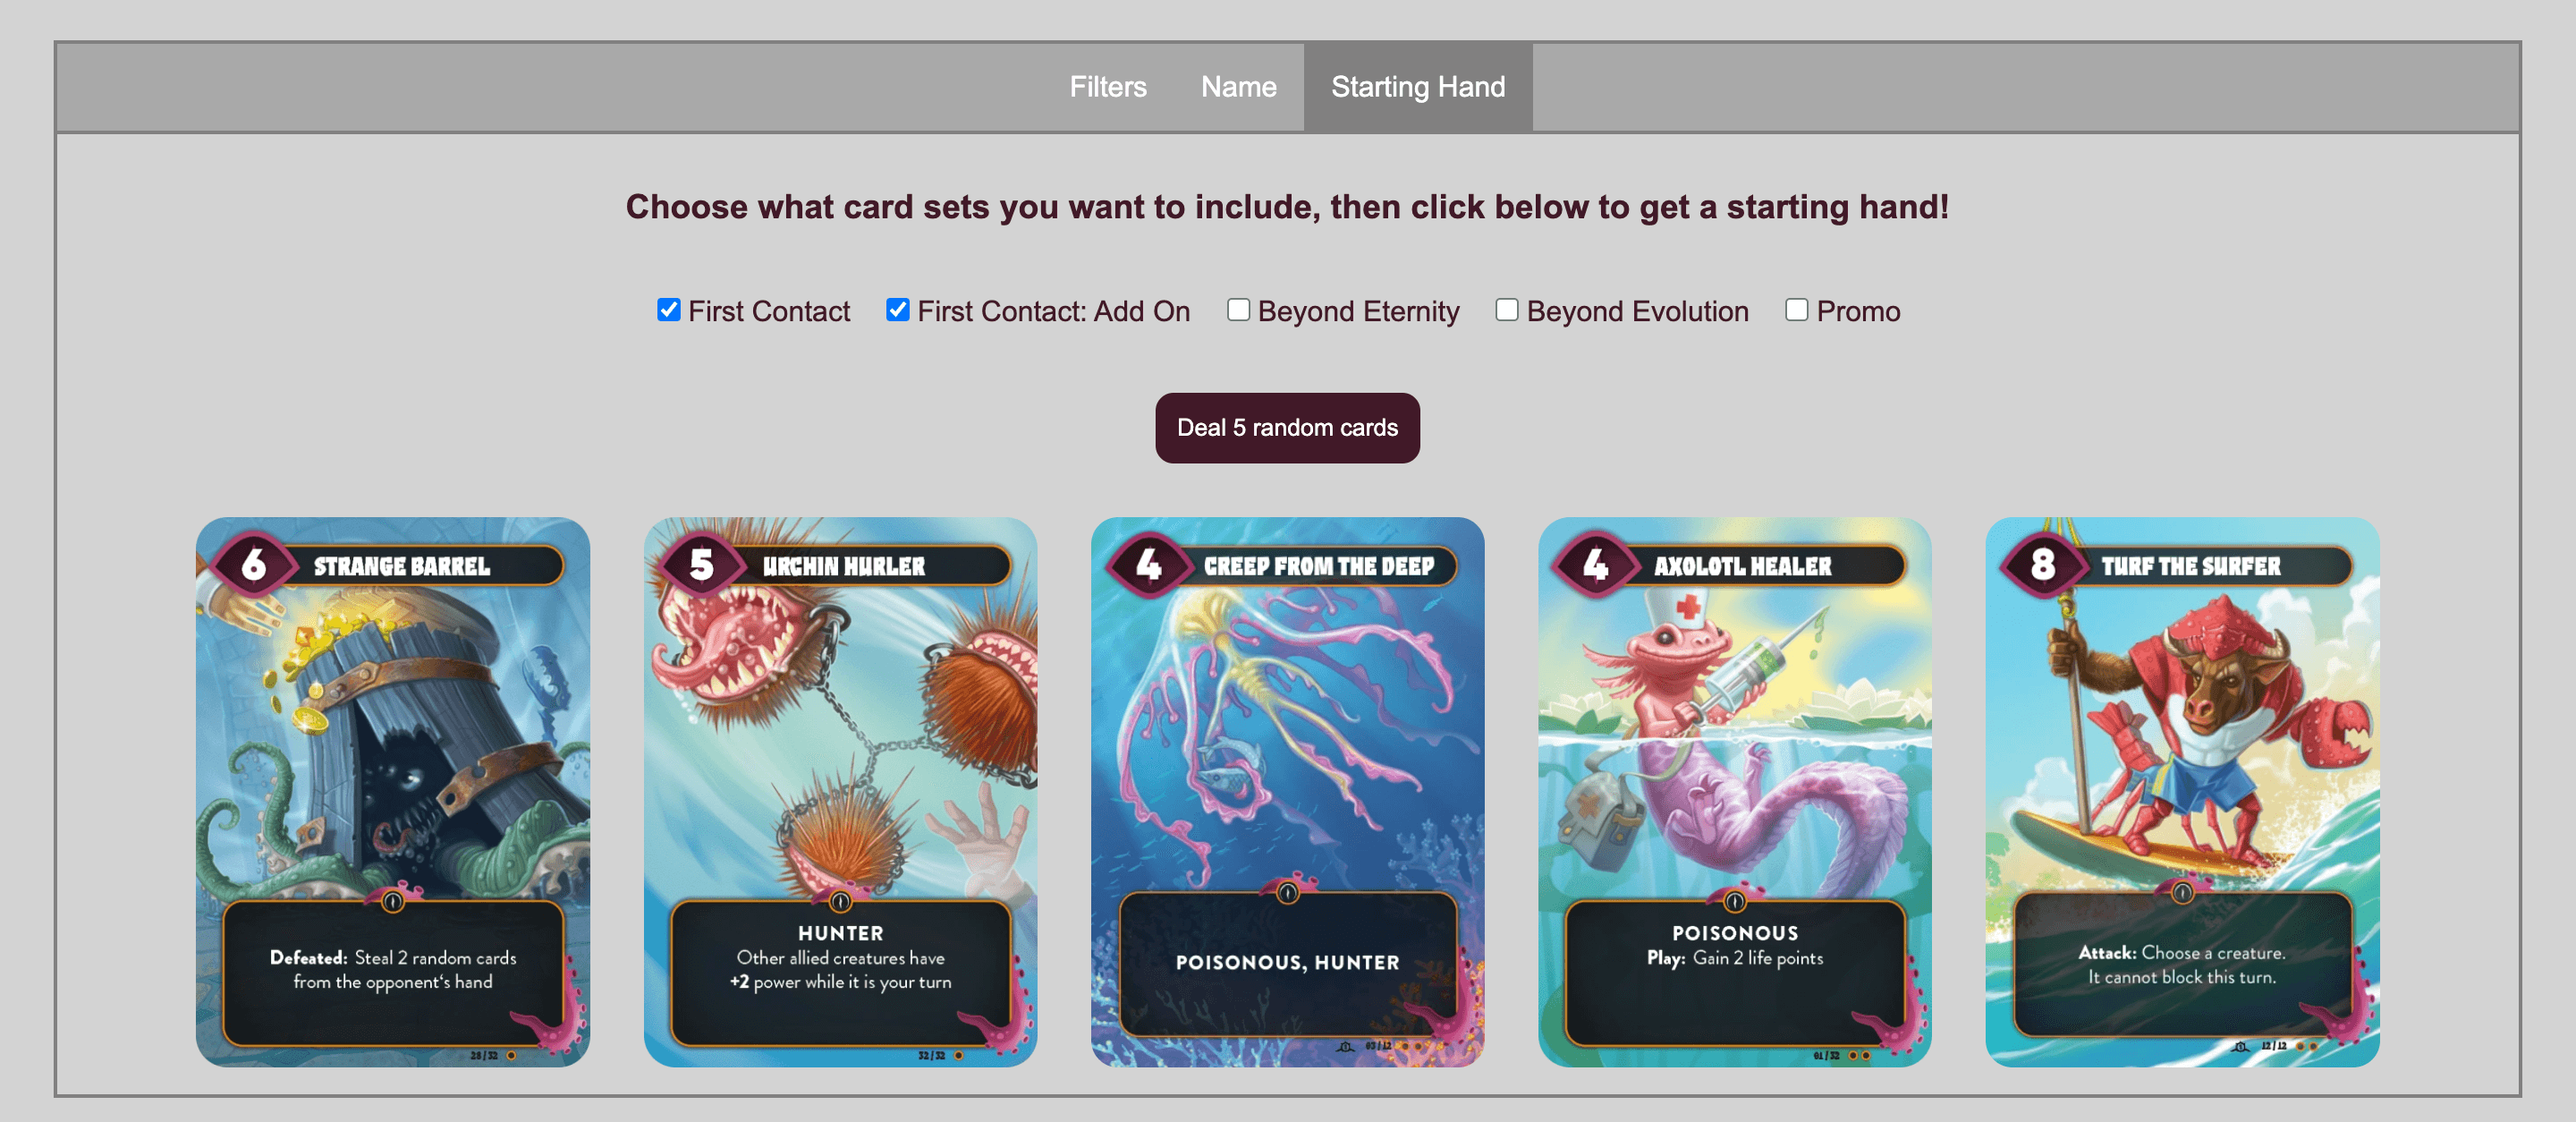 Filters Name Starting Hand
Choose what card sets you want to include, then click below to get a starting hand!
First Contact First Contact: Add On Beyond Eternity Beyond Evolution Promo
Deal 5 random cards
6 STRANGE BARREL
Defeated: Steal 2 random cards
from the opponent's hand
28/32
5 URCHIN HURLER
HUNTER
Other allied creatures have
+2 power while it is your turn
32/32
4 CREEP FROM THE DEEP
POISONOUS, HUNTER
03/12
4 AXOLOTL HEALER
POISONOUS
Play: Gain 2 life points
01/32
8 TURF THE SURFER
Attack: Choose a creature.
It cannot block this turn.
12/12